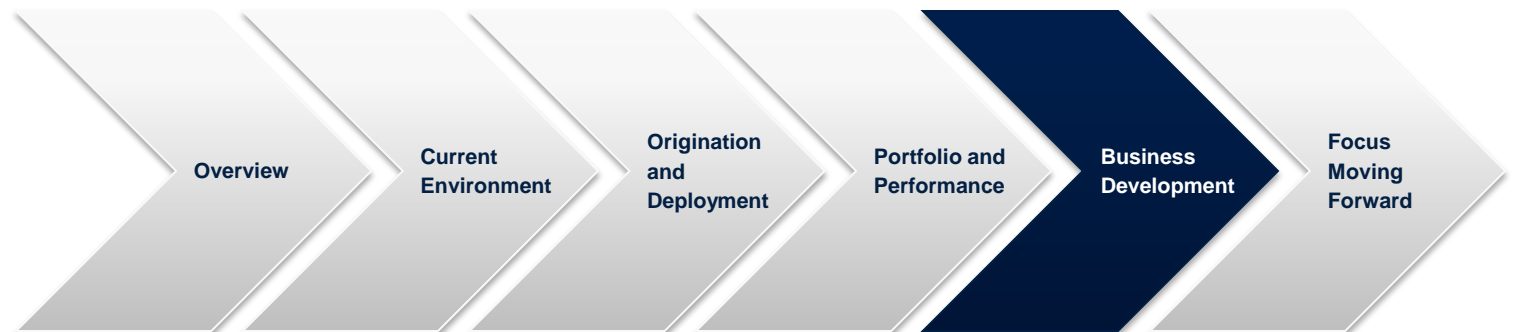 Overview
Current
Environment
Origination
and
Deployment
Portfolio and
Performance
Business
Development
Focus
Moving
Forward